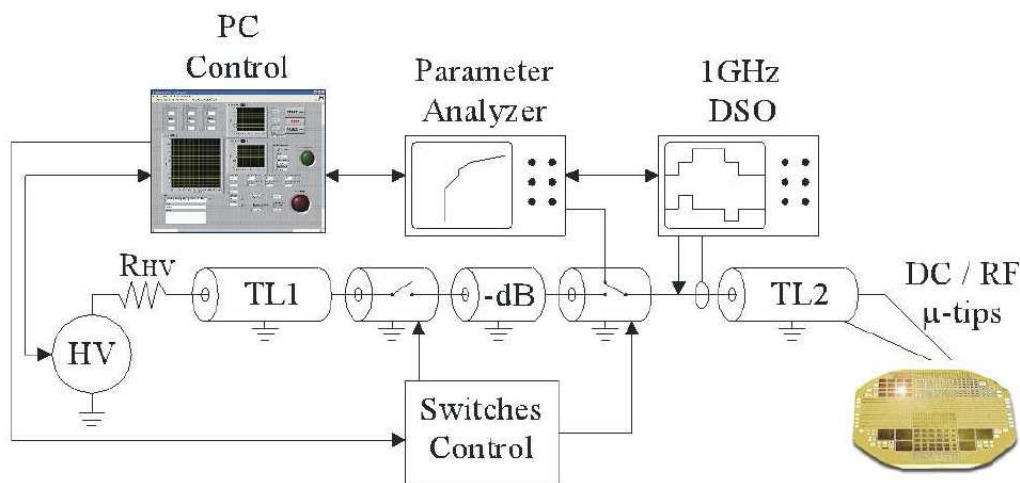 PC
Control
Parameter
Analyzer
1GHz
DSO
RHV
TL1
-dB
TL2
DC / RF
μ-tips
HV
Switches
Control